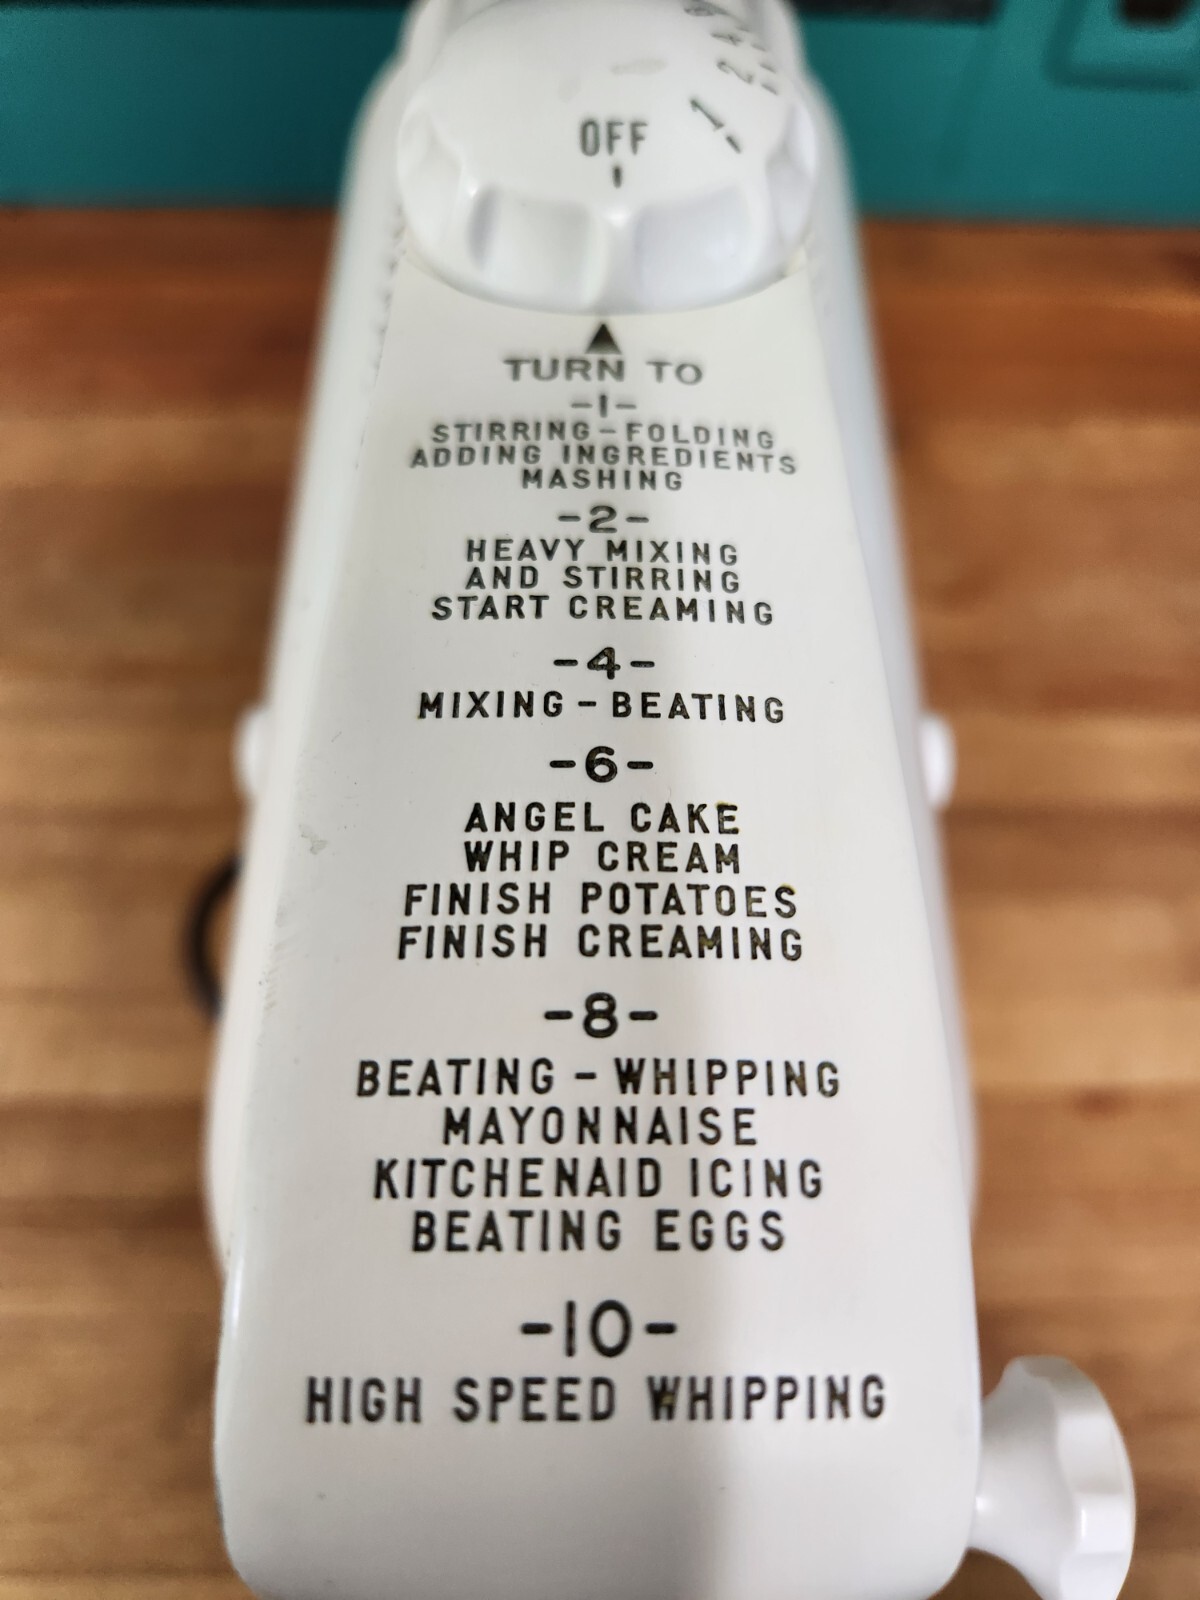 2
1
OFF
TURN TO
-1-
STIRRING-FOLDING
ADDING INGREDIENTS
MASHING
-2-
HEAVY MIXING
AND STIRRING
START CREAMING
-4-
MIXING-BEATING
-6-
ANGEL CAKE
WHIP CREAM
FINISH POTATOES
FINISH CREAMING
-8-
BEATING-WHIPPING
MAYONNAISE
KITCHENAID ICING
BEATING EGGS
-10-
HIGH SPEED WHIPPING